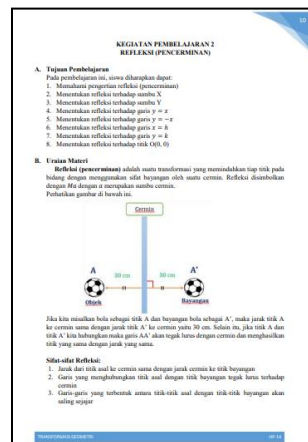 10
KEGIATAN PEMBELAJARAN 2
REFLEKSI (PENCERMINAN)
A. Tujuan Pembelajaran
Pada pembelajaran ini, siswa diharapkan dapat:
1. Memahami pengertian refleksi (pencerminan)
2. Menentukan refleksi terhadap sumbu X
3. Menentukan refleksi terhadap sumbu Y
4. Menentukan refleksi terhadap garis y = x
5. Menentukan refleksi terhadap garis y = −x
6. Menentukan refleksi terhadap garis x = h
7. Menentukan refleksi terhadap garis y = k
8. Menentukan refleksi terhadap titik O(0, 0)
B. Uraian Materi
Refleksi (pencerminan) adalah suatu transformasi yang memindahkan tiap titik pada
bidang dengan menggunakan sifat bayangan oleh suatu cermin. Refleksi disimbolkan
dengan Ma dengan a merupakan sumbu cermin.
Perhatikan gambar di bawah ini.
Cermin
A
30 cm
30 cm
A'
Objek
Bayangan
Jika kita misalkan bola sebagai titik A dan bayangan bola sebagai A', maka jarak titik A
ke cermin sama dengan jarak titik A' ke cermin yaitu 30 cm. Selain itu, jika titik A dan
titik A' kita hubungkan maka garis AA' akan tegak lurus dengan cermin dan menghasilkan
titik yang sama dengan jarak yang sama.
Sifat-sifat Refleksi:
1. Jarak dari titik asal ke cermin sama dengan jarak cermin ke titik bayangan
2. Garis yang menghubungkan titik asal dengan titik bayangan tegak lurus terhadap
cermin
3. Garis-garis yang terbentuk antara titik-titik asal dengan titik-titik bayangan akan
saling sejajar
TRANSFORMASI GEOMETRI